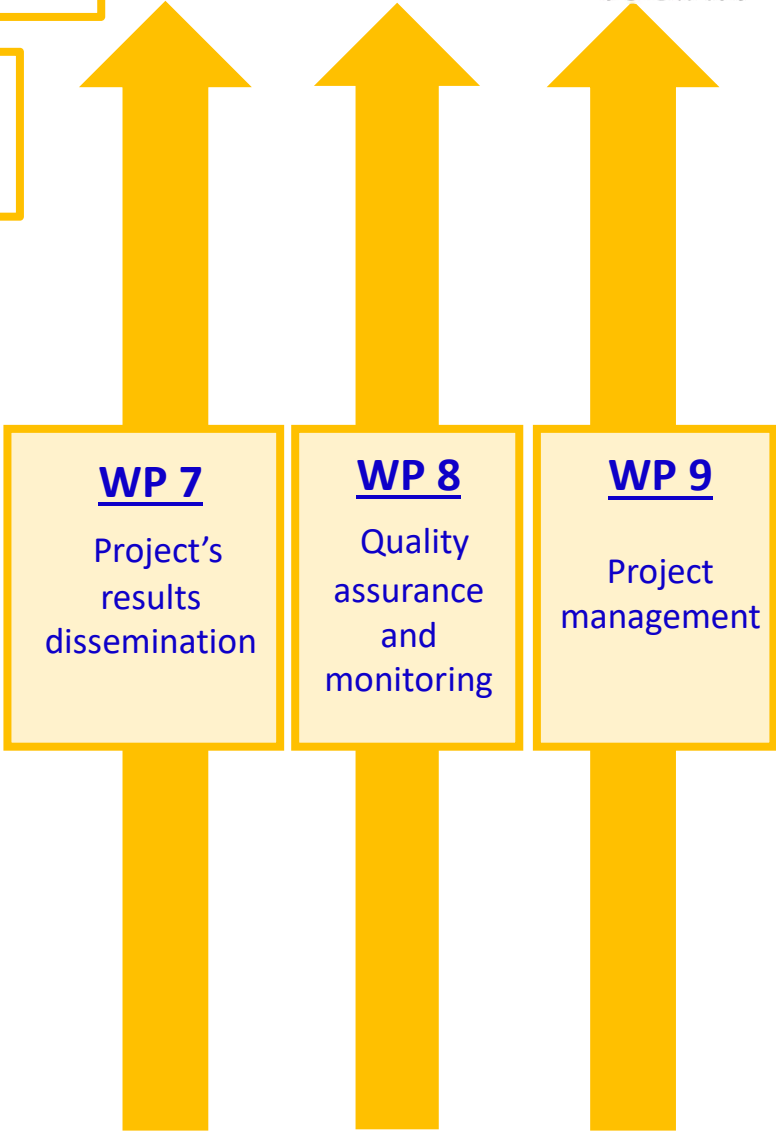 WP 7
Project’s
results
dissemination
WP 8
Quality
assurance
and
monitoring
WP 9
Project
management